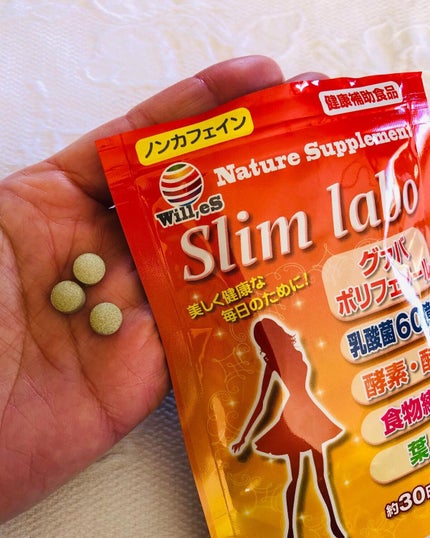 健康補助食品
ノンカフェイン
Nature Supplement
Will,es
Slim labo
美しく健康な
毎日のために!
グァバ
ポリフェノール
乳酸菌60
酵素・
食物繊
葉
約30日